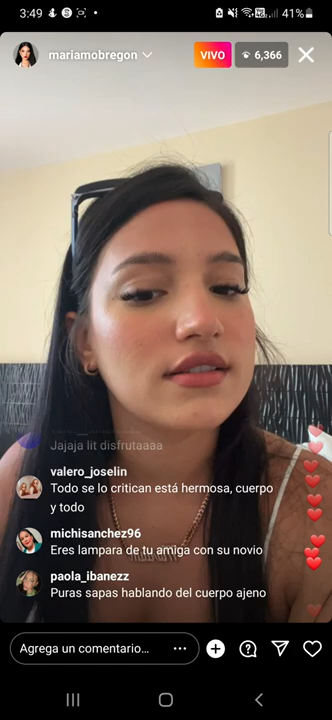 3:49
41%
mariamobregon
VIVO
6,366
Jajaja lit disfrutaaaa
valero_joselin
Todo se lo critican está hermosa, cuerpo
y todo
michisanchez96
Eres lampara de tu amiga con su novio
paola_ibanezz
Puras sapas hablando del cuerpo ajeno
Agrega un comentario...